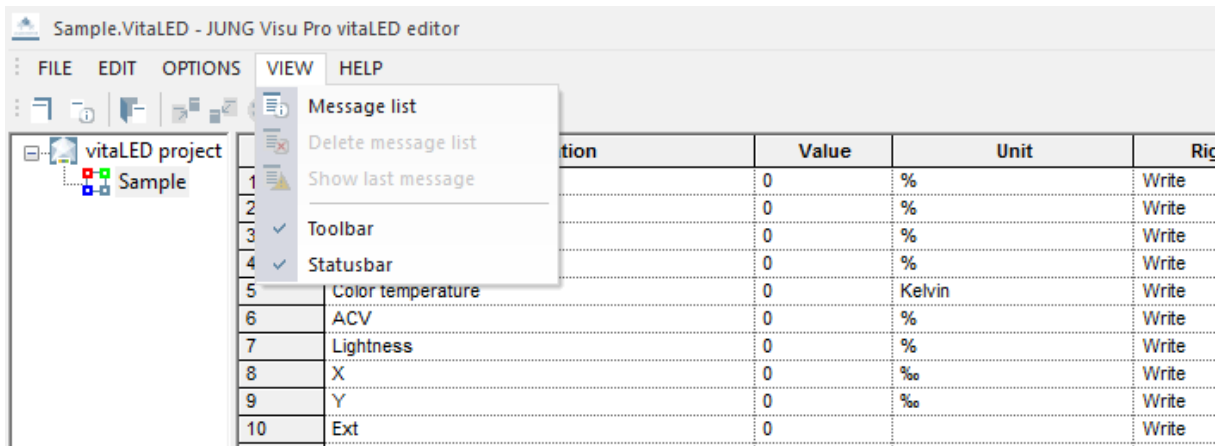 Sample.VitaLED - JUNG Visu Pro vitaLED editor
FILE EDIT OPTIONS VIEW HELP
Message list
Delete message list
Show last message
Toolbar
Statusbar
vitaLED project
Sample
Value Unit
1 0 % Write
2 0 % Write
3 0 % Write
4 0 % Write
5 Color temperature 0 Kelvin Write
6 ACV 0 % Write
7 Lightness 0 % Write
8 X 0 ‰ Write
9 Y 0 ‰ Write
10 Ext 0 Write